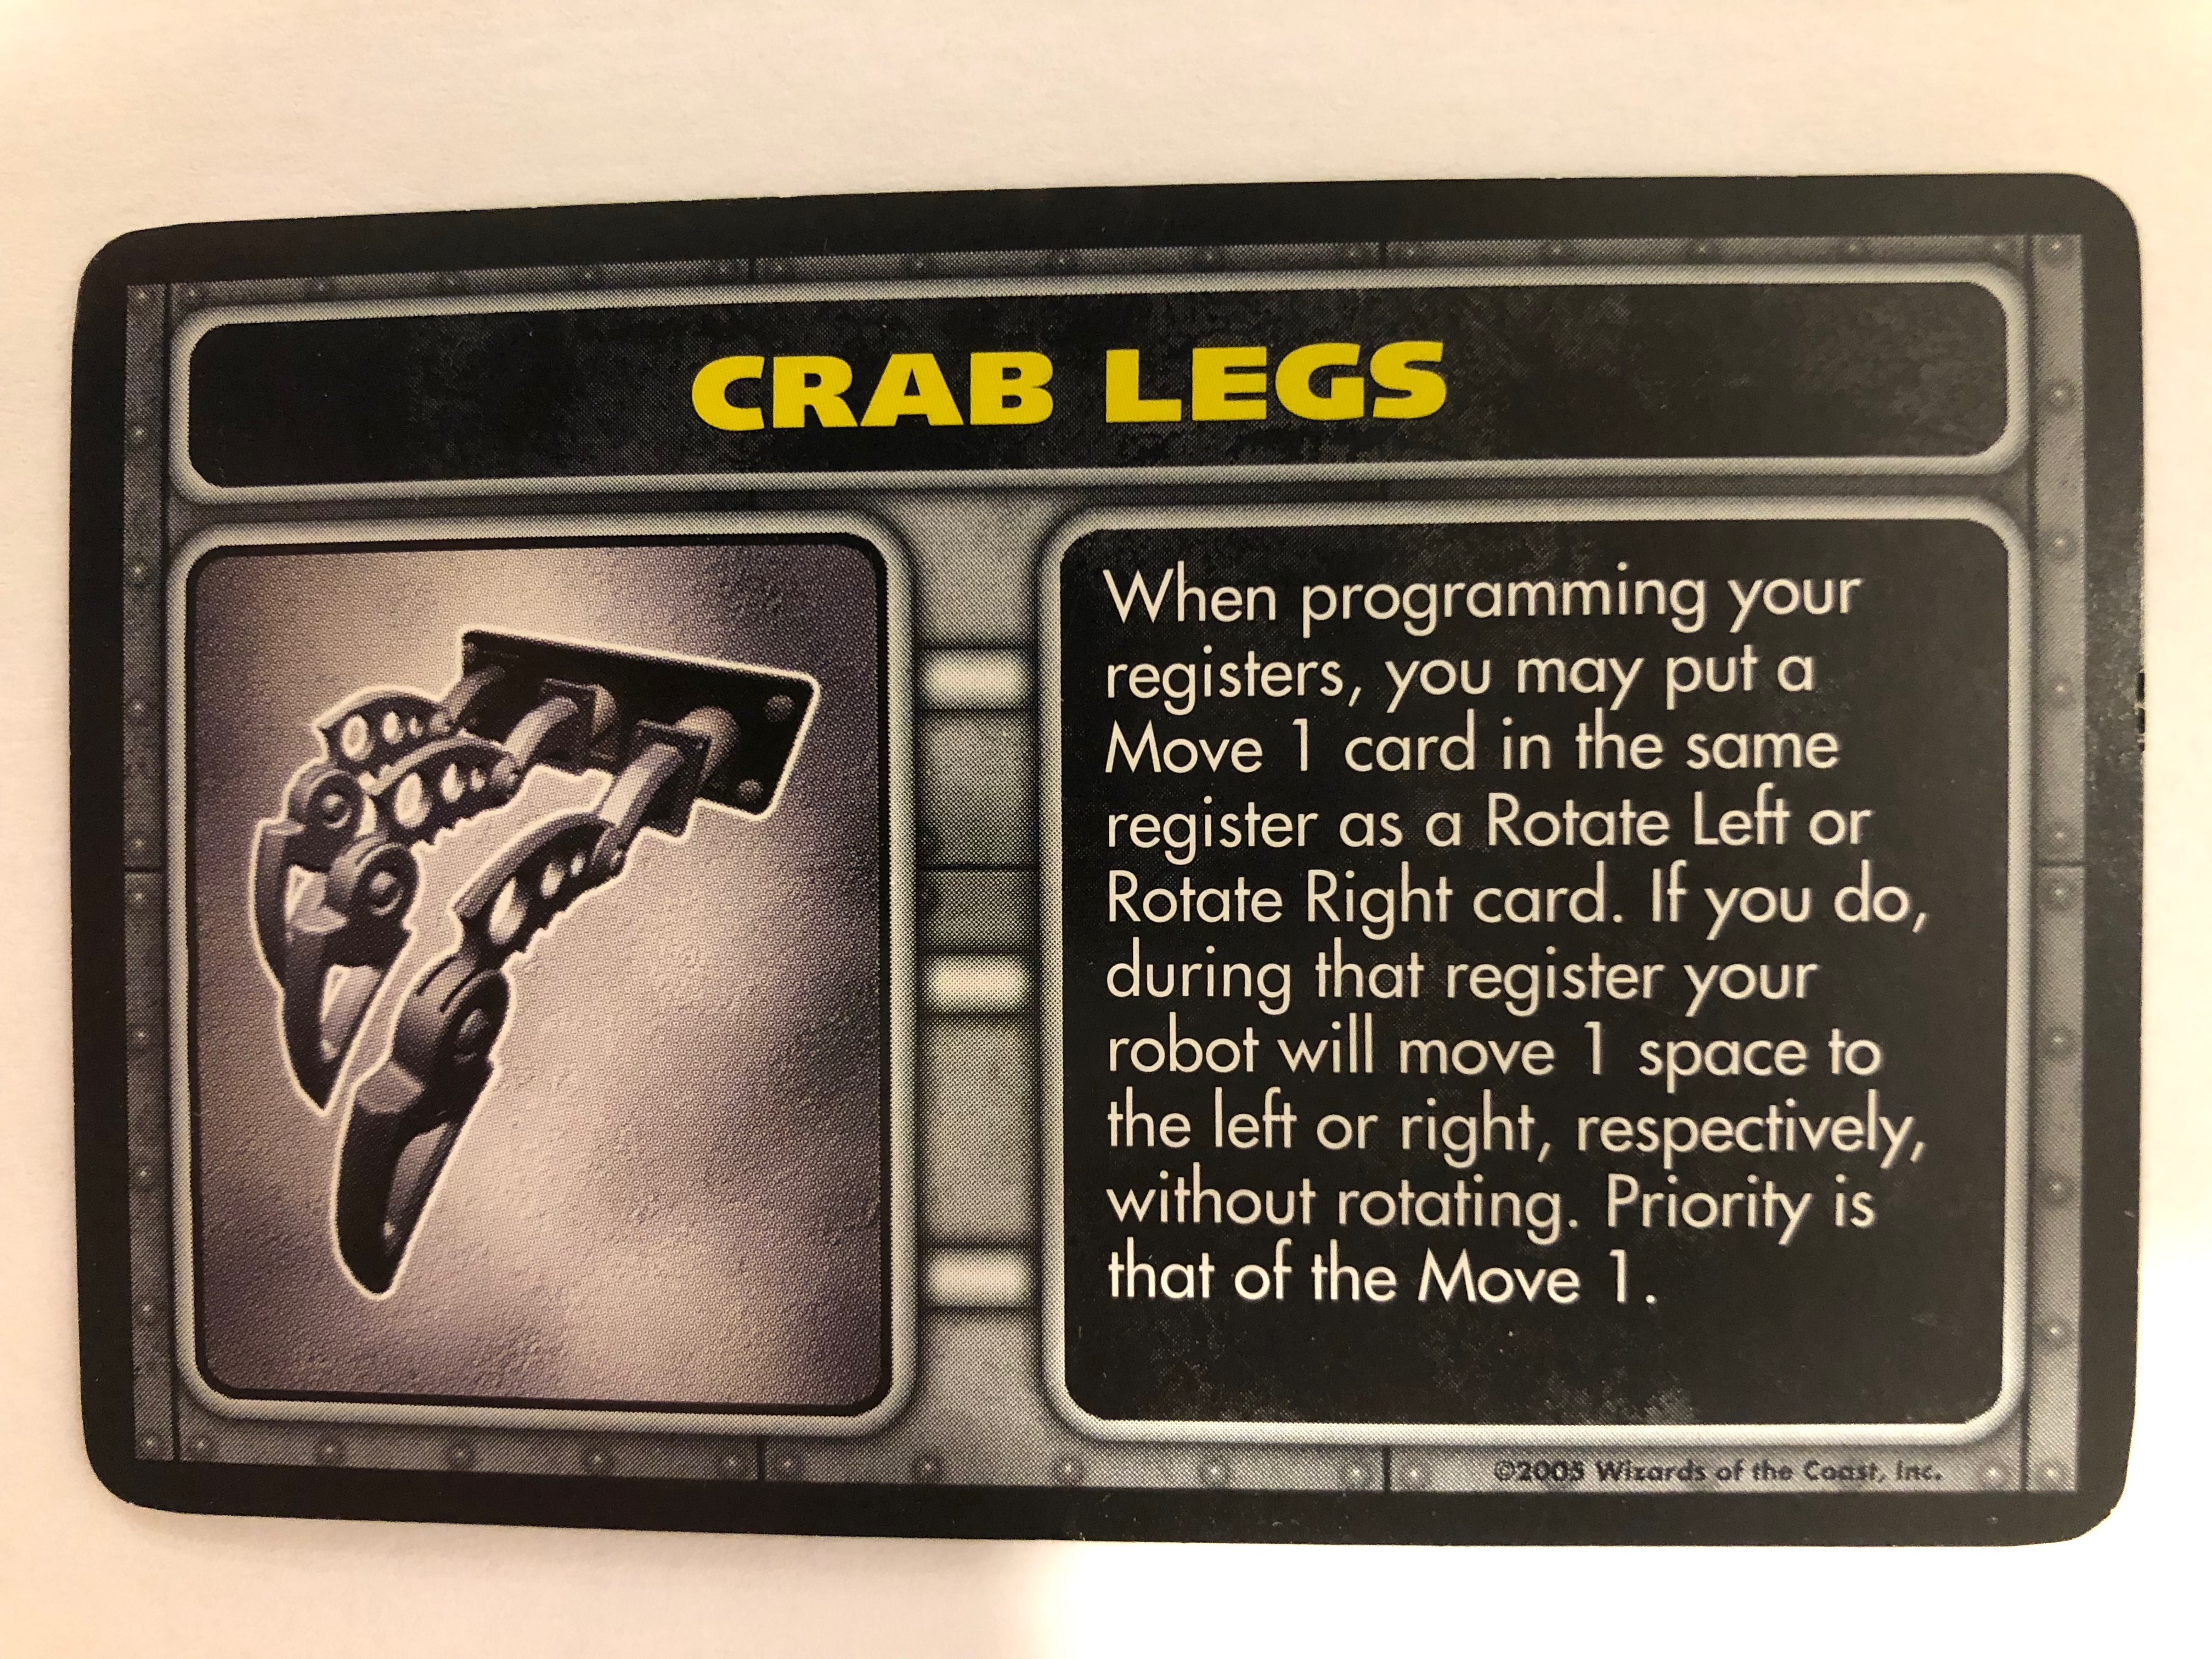 CRAB LEGS
When programming your
registers, you may put a
Move 1 card in the same
register as a Rotate Left or
Rotate Right card. If you do,
during that register your
robot will move 1 space to
the left or right, respectively,
without rotating. Priority is
that of the Move 1.
©2005 Wizards of the Coast, Inc.